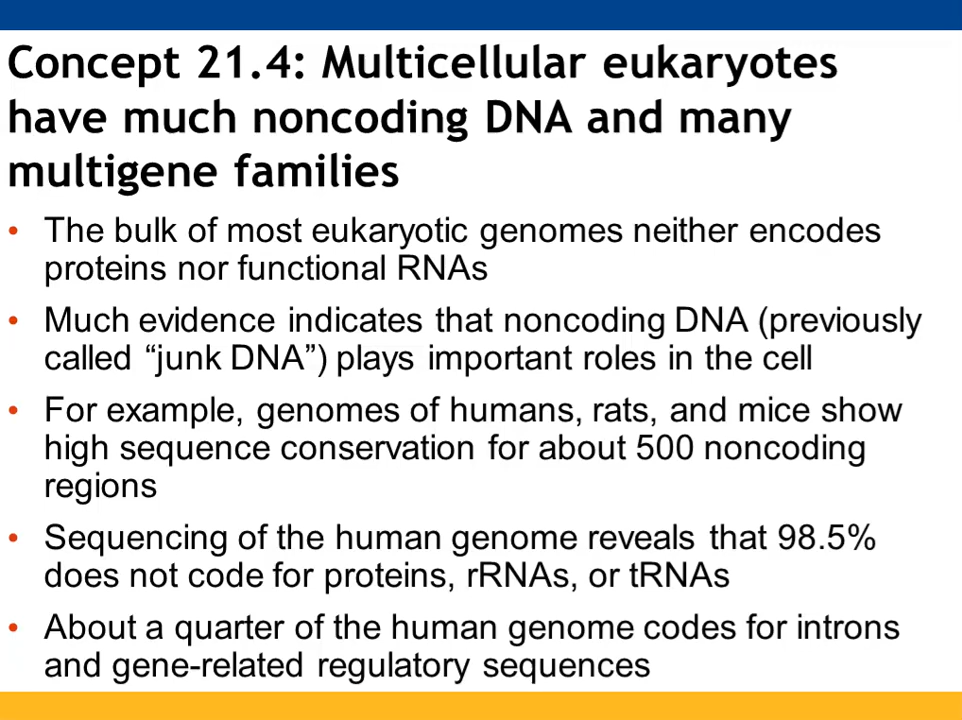 Concept 21.4: Multicellular eukaryotes
have much noncoding DNA and many
multigene families
• The bulk of most eukaryotic genomes neither encodes
proteins nor functional RNAs
• Much evidence indicates that noncoding DNA (previously
called “junk DNA”) plays important roles in the cell
• For example, genomes of humans, rats, and mice show
high sequence conservation for about 500 noncoding
regions
• Sequencing of the human genome reveals that 98.5%
does not code for proteins, rRNAs, or tRNAs
• About a quarter of the human genome codes for introns
and gene-related regulatory sequences